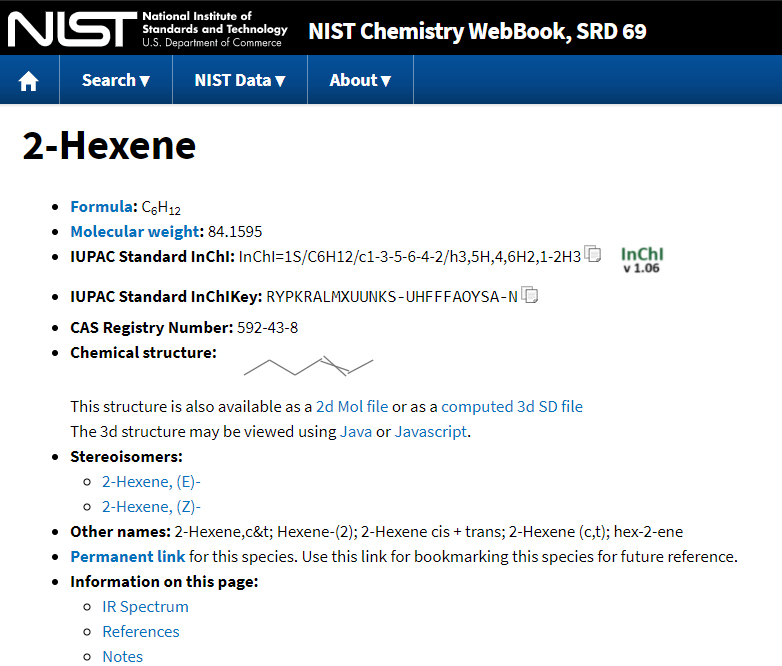 NIST National Institute of
Standards and Technology
U.S. Department of Commerce
NIST Chemistry WebBook, SRD 69
Search▼ NIST Data▼ About▼
2-Hexene
Formula: C₆H₁₂
Molecular weight: 84.1595
IUPAC Standard InChI: InChI=1S/C6H12/c1-3-5-6-4-2/h3,5H,4,6H2,1-2H3 InChI
v 1.06
IUPAC Standard InChIKey: RYPKRALMXUUNKS-UHFFFAOYSA-N
CAS Registry Number: 592-43-8
Chemical structure:
This structure is also available as a 2d Mol file or as a computed 3d SD file
The 3d structure may be viewed using Java or Javascript.
Stereoisomers:
2-Hexene, (E)-
2-Hexene, (Z)-
Other names: 2-Hexene,c&t; Hexene-(2); 2-Hexene cis + trans; 2-Hexene (c,t); hex-2-ene
Permanent link for this species. Use this link for bookmarking this species for future reference.
Information on this page:
IR Spectrum
References
Notes